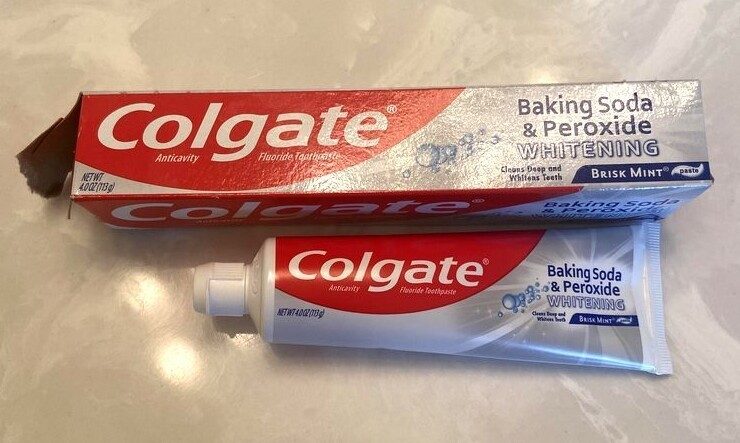 Colgate®
Anticavity Fluoride Toothpaste
NET WT
4.0 OZ (113 g)
Baking Soda
& Peroxide
WHITENING
Cleans Deep and
Whitens Teeth
BRISK MINT® paste
Colgate
Baking Soda
& Peroxide
Colgate®
Anticavity Fluoride Toothpaste
NET WT 4.0 OZ (113 g)
Baking Soda
& Peroxide
WHITENING
Cleans Deep and
Whitens Teeth
BRISK MINT®